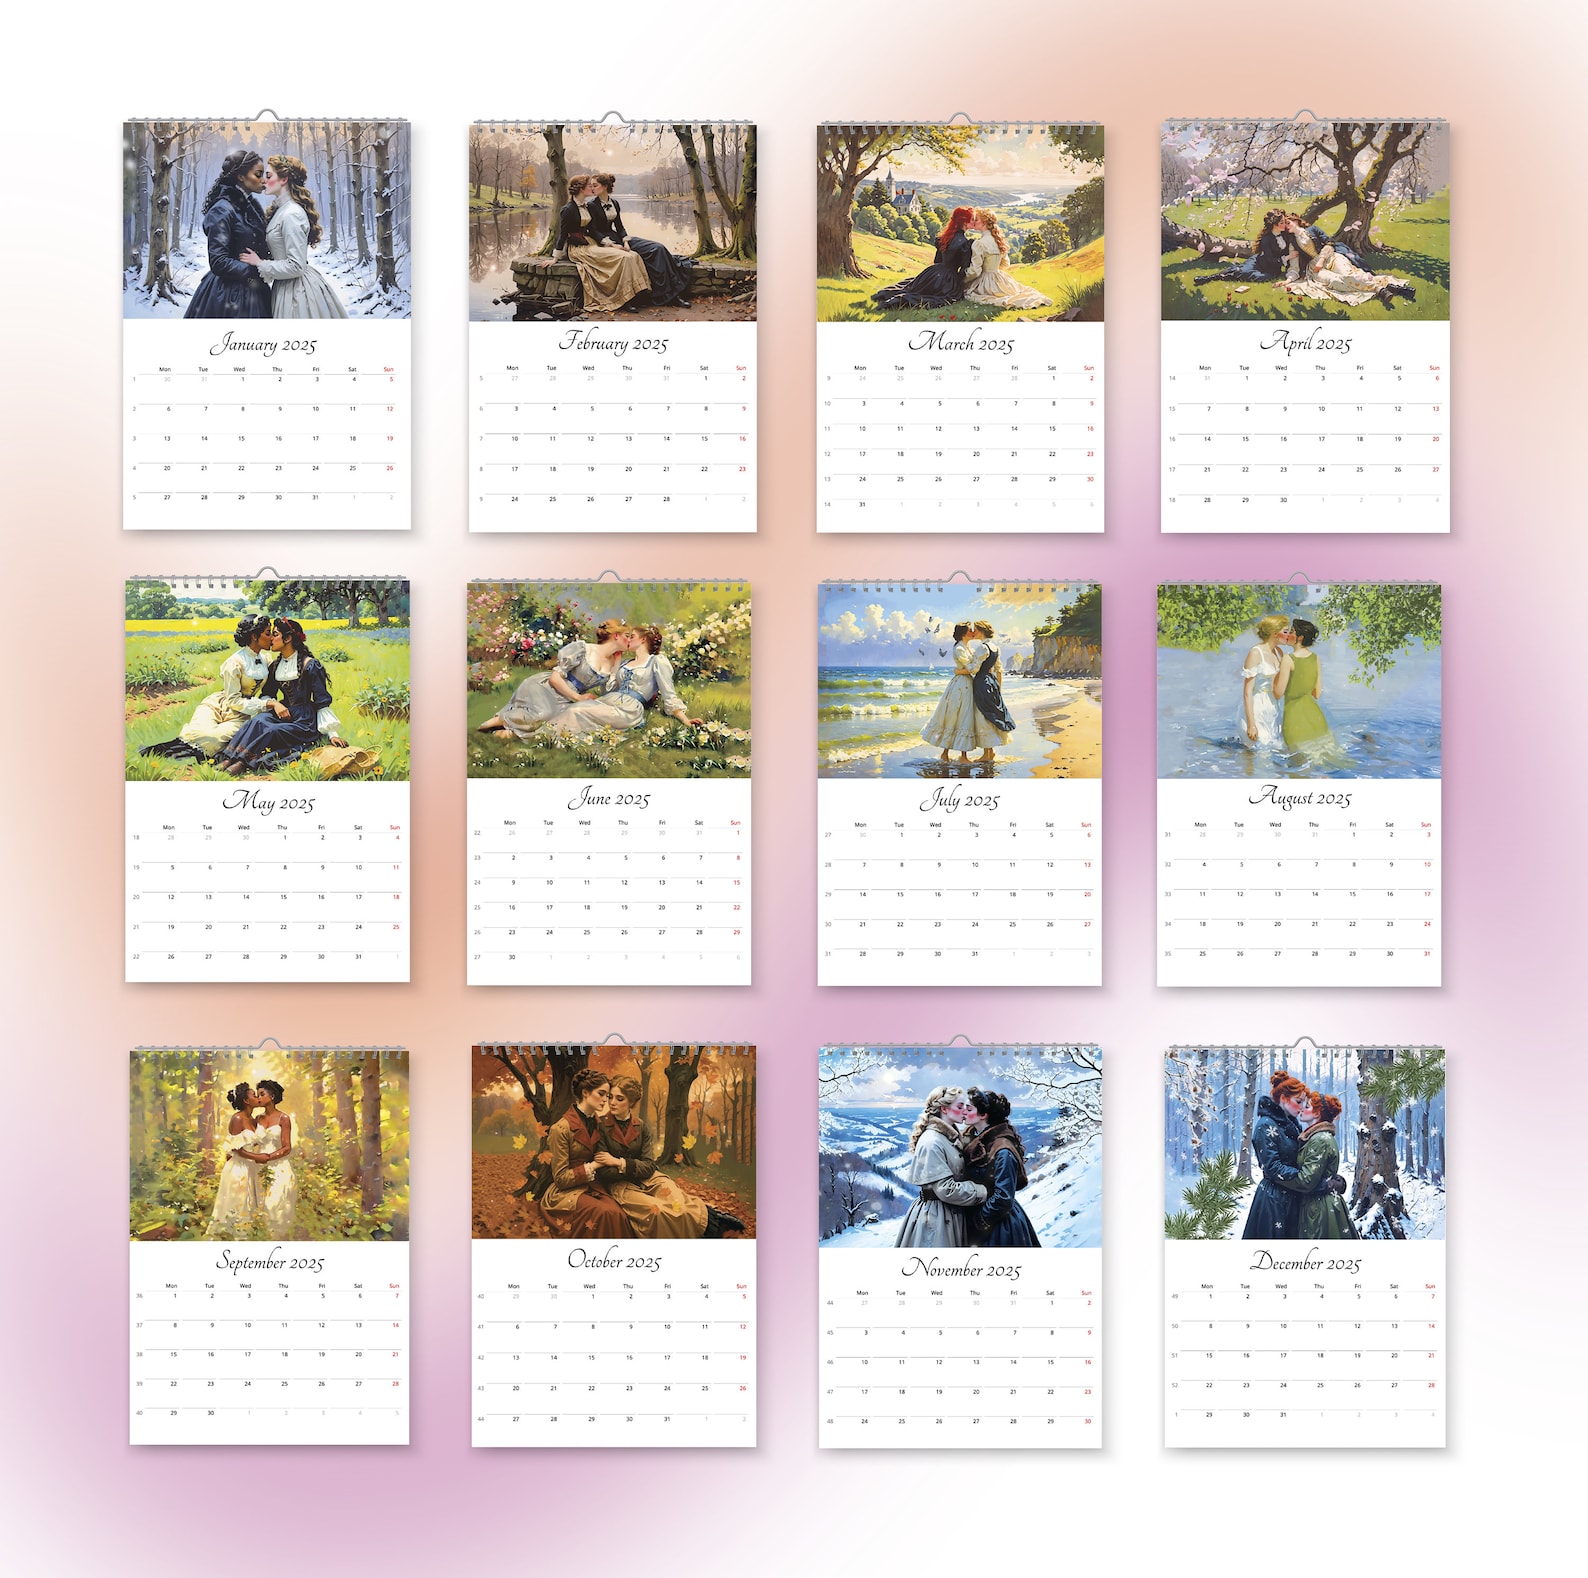 January 2025
Mon Tue Wed Thu Fri Sat Sun
1 30 31 1 2 3 4 5
2 6 7 8 9 10 11 12
3 13 14 15 16 17 18 19
4 20 21 22 23 24 25 26
5 27 28 29 30 31 1 2
February 2025
Mon Tue Wed Thu Fri Sat Sun
5 27 28 29 30 31 1 2
6 3 4 5 6 7 8 9
7 10 11 12 13 14 15 16
8 17 18 19 20 21 22 23
9 24 25 26 27 28 1 2
March 2025
Mon Tue Wed Thu Fri Sat Sun
9 24 25 26 27 28 1 2
10 3 4 5 6 7 8 9
11 10 11 12 13 14 15 16
12 17 18 19 20 21 22 23
13 24 25 26 27 28 29 30
14 31 1 2 3 4 5 6
April 2025
Mon Tue Wed Thu Fri Sat Sun
14 31 1 2 3 4 5 6
15 7 8 9 10 11 12 13
16 14 15 16 17 18 19 20
17 21 22 23 24 25 26 27
18 28 29 30 1 2 3 4
May 2025
Mon Tue Wed Thu Fri Sat Sun
18 28 29 30 1 2 3 4
19 5 6 7 8 9 10 11
20 12 13 14 15 16 17 18
21 19 20 21 22 23 24 25
22 26 27 28 29 30 31 1
June 2025
Mon Tue Wed Thu Fri Sat Sun
22 26 27 28 29 30 31 1
23 2 3 4 5 6 7 8
24 9 10 11 12 13 14 15
25 16 17 18 19 20 21 22
26 23 24 25 26 27 28 29
27 30 1 2 3 4 5 6
July 2025
Mon Tue Wed Thu Fri Sat Sun
27 30 1 2 3 4 5 6
28 7 8 9 10 11 12 13
29 14 15 16 17 18 19 20
30 21 22 23 24 25 26 27
31 28 29 30 31 1 2 3
August 2025
Mon Tue Wed Thu Fri Sat Sun
31 28 29 30 31 1 2 3
32 4 5 6 7 8 9 10
33 11 12 13 14 15 16 17
34 18 19 20 21 22 23 24
35 25 26 27 28 29 30 31
September 2025
Mon Tue Wed Thu Fri Sat Sun
36 1 2 3 4 5 6 7
37 8 9 10 11 12 13 14
38 15 16 17 18 19 20 21
39 22 23 24 25 26 27 28
40 29 30 1 2 3 4 5
October 2025
Mon Tue Wed Thu Fri Sat Sun
40 29 30 1 2 3 4 5
41 6 7 8 9 10 11 12
42 13 14 15 16 17 18 19
43 20 21 22 23 24 25 26
44 27 28 29 30 31 1 2
November 2025
Mon Tue Wed Thu Fri Sat Sun
44 27 28 29 30 31 1 2
45 3 4 5 6 7 8 9
46 10 11 12 13 14 15 16
47 17 18 19 20 21 22 23
48 24 25 26 27 28 29 30
December 2025
Mon Tue Wed Thu Fri Sat Sun
49 1 2 3 4 5 6 7
50 8 9 10 11 12 13 14
51 15 16 17 18 19 20 21
52 22 23 24 25 26 27 28
1 29 30 31 1 2 3 4